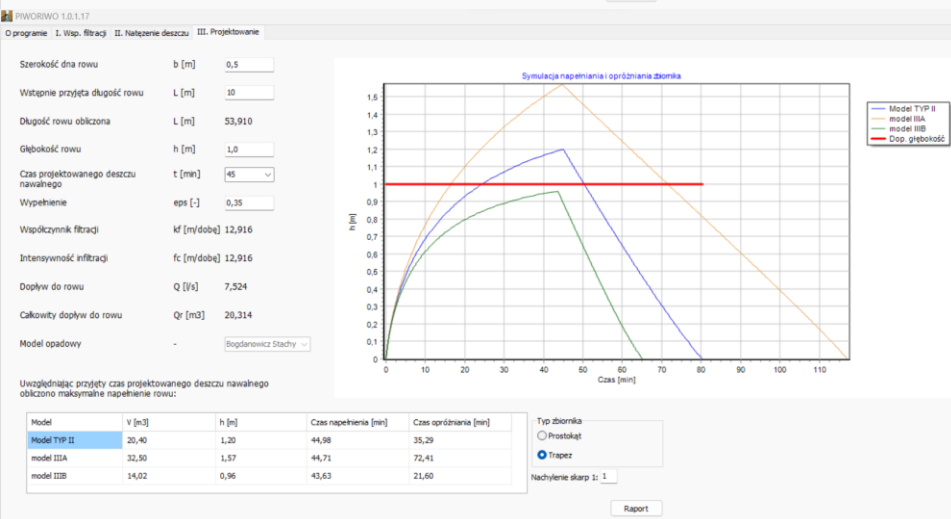 PIWORIWO 1.0.1.17
O programie I. Wsp. filtracji II. Natężenie deszczu III. Projektowanie
Szerokość dna rowu b [m] 0,5
Wstępnie przyjęta długość rowu L [m] 10
Długość rowu obliczona L [m] 53,910
Głębokość rowu h [m] 1,0
Czas projektowanego deszczu nawalnego t [min] 45
Wypełnienie eps [-] 0,35
Współczynnik filtracji kf [m/dobę] 12,916
Intensywność infiltracji fc [m/dobę] 12,916
Dopływ do rowu Q [l/s] 7,524
Całkowity dopływ do rowu Qr [m3] 20,314
Model opadowy - Bogdanowicz Stachy
Symulacja napełniania i opróżniania zbiornika
h [m]
1,6
1,4
1,3
1,2
1,1
1
0,9
0,8
0,7
0,6
0,5
0,4
0,3
0,2
0,1
0
0 10 20 30 40 50 60 70 80 90 100 110
Czas [min]
Model TYP II
model IIIA
model IIIB
Dop. głębokość
Uwzględniając przyjęty czas projektowanego deszczu nawalnego
obliczono maksymalne napełnienie rowu:
Model V [m3] h [m] Czas napełnienia [min] Czas opróżniania [min]
Model TYP II 20,40 1,20 44,98 35,29
model IIIA 32,50 1,57 44,71 72,41
model IIIB 14,02 0,96 43,63 21,60
Typ zbiornika
Prostokąt
Trapez
Nachylenie skarp 1: 1
Raport